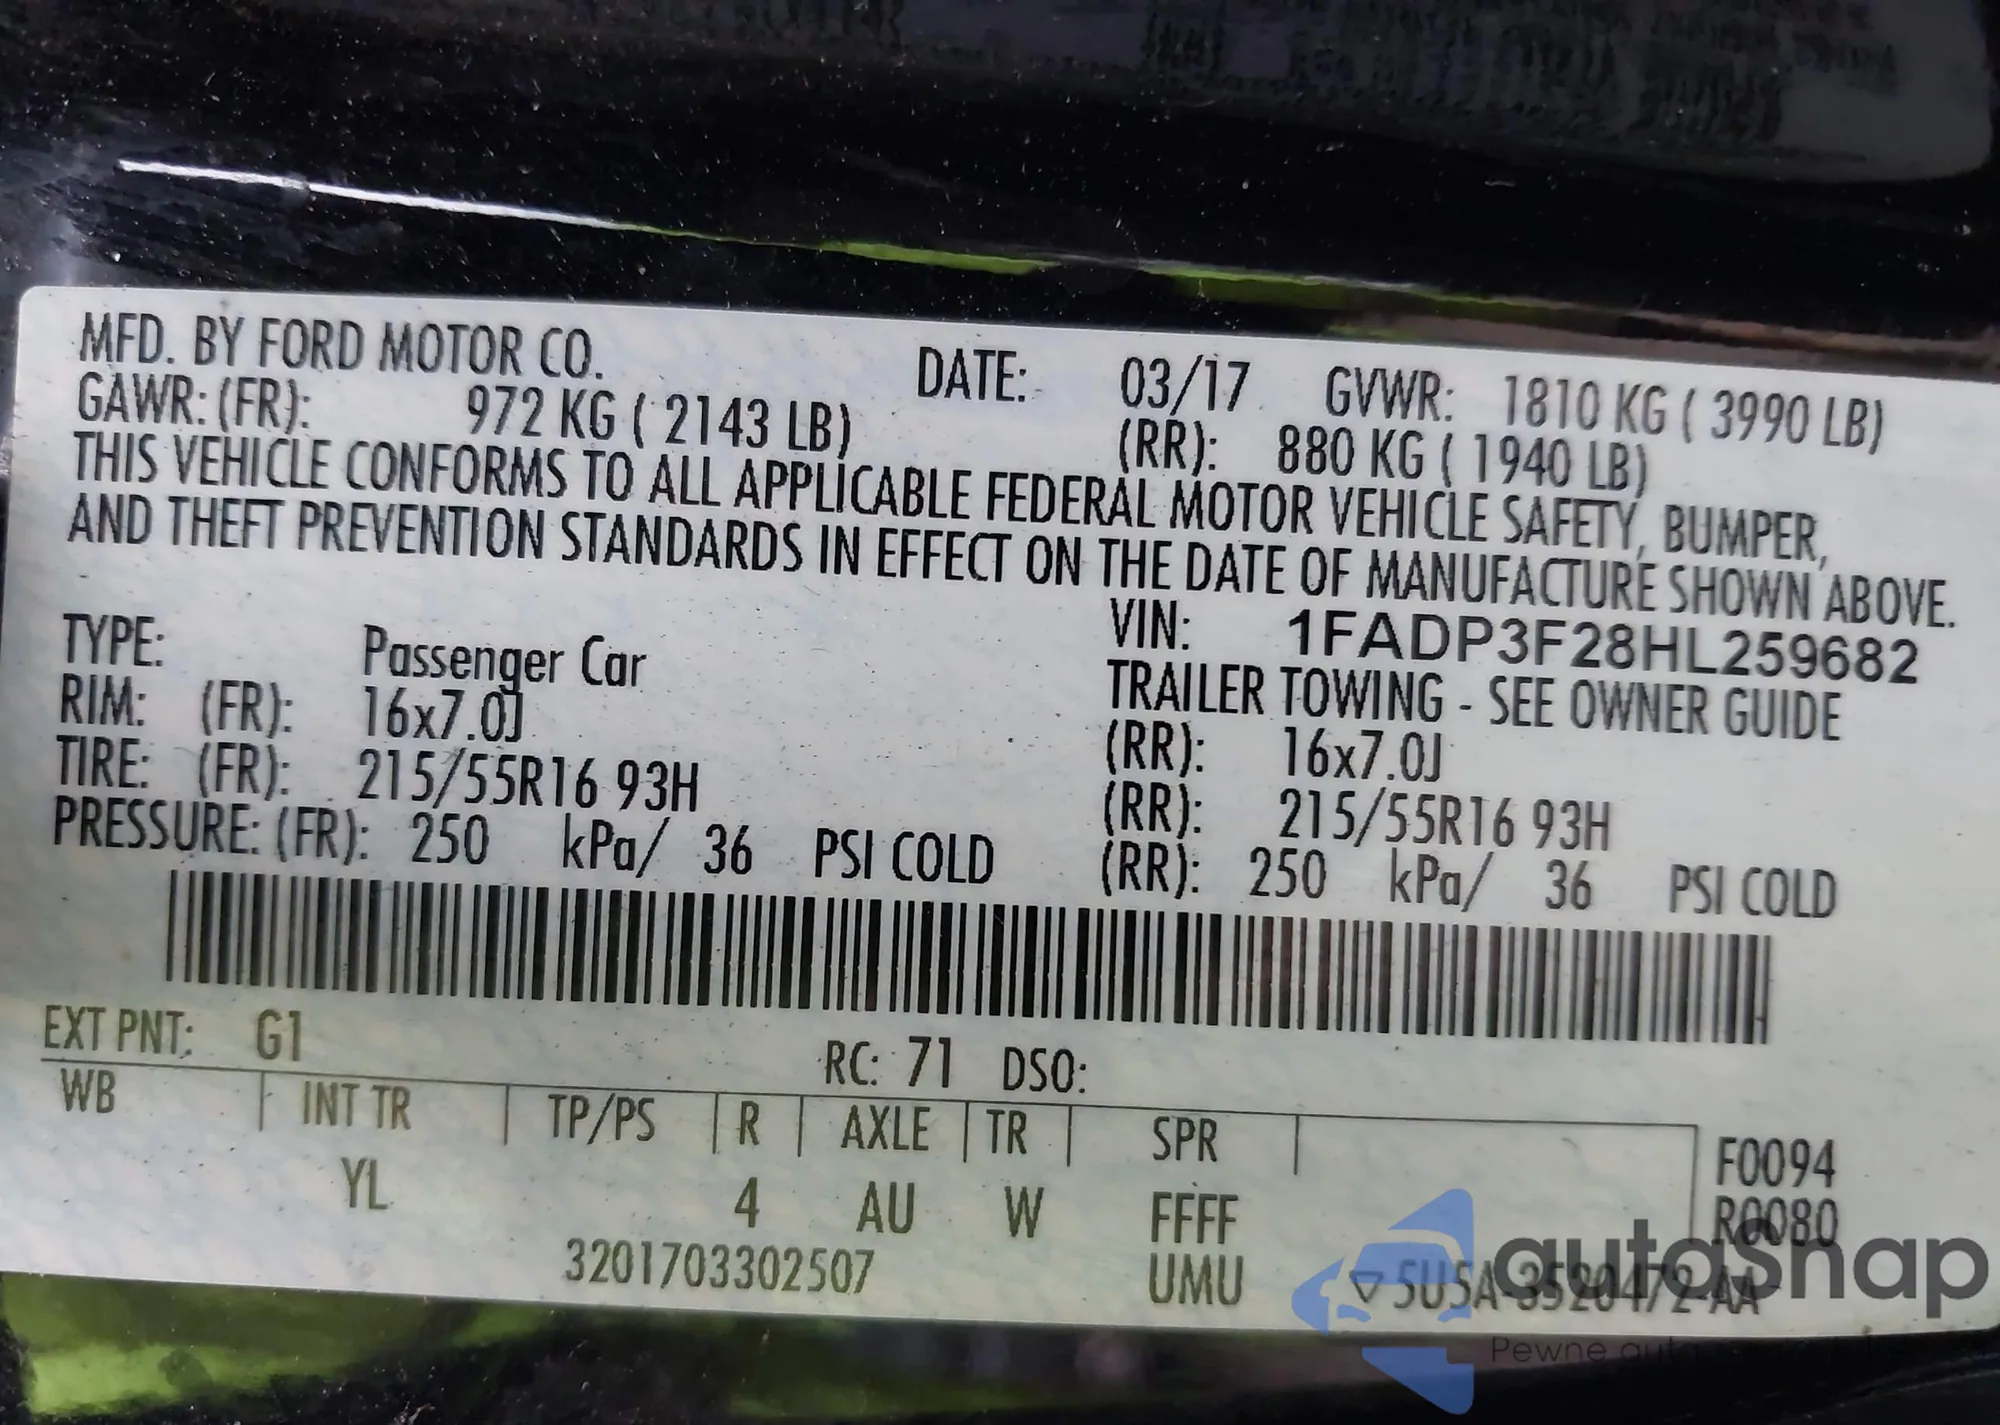 MFD. BY FORD MOTOR CO. DATE: 03/17 GVWR: 1810 KG ( 3990 LB)
GAWR: (FR): 972 KG ( 2143 LB) (RR): 880 KG ( 1940 LB)
THIS VEHICLE CONFORMS TO ALL APPLICABLE FEDERAL MOTOR VEHICLE SAFETY, BUMPER,
AND THEFT PREVENTION STANDARDS IN EFFECT ON THE DATE OF MANUFACTURE SHOWN ABOVE.
VIN: 1FADP3F28HL259682
TYPE: Passenger Car TRAILER TOWING - SEE OWNER GUIDE
RIM: (FR): 16x7.0J (RR): 16x7.0J
TIRE: (FR): 215/55R16 93H (RR): 215/55R16 93H
PRESSURE: (FR): 250 kPa/ 36 PSI COLD (RR): 250 kPa/ 36 PSI COLD
EXT PNT: G1 RC: 71 DSO:
WB INT TR TP/PS R AXLE TR SPR F0094
YL 4 AU W FFFF R0080
3201703302507 UMU ▽ 5U5A-3520472-AA
autaSnap
Pewne